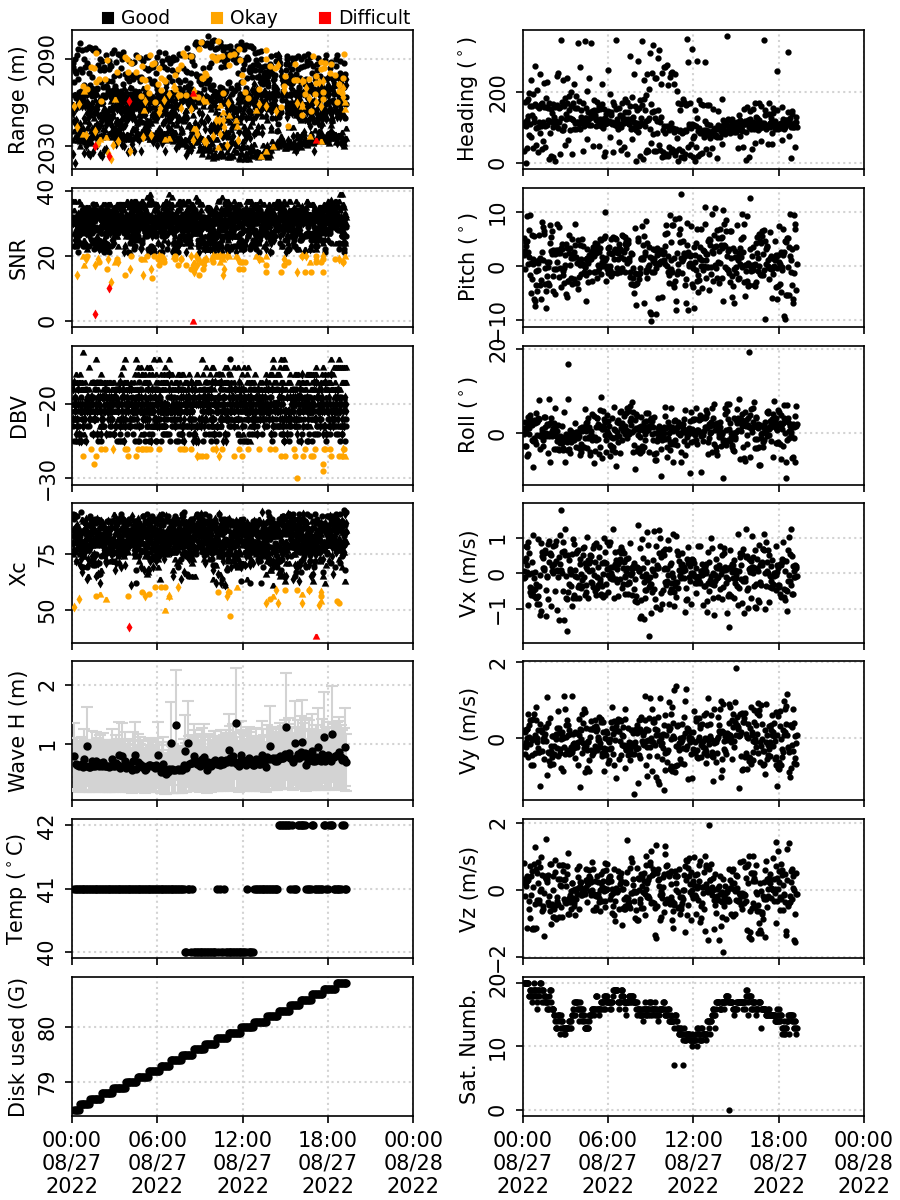 Good Okay Difficult
Range (m)
2090
2030
Heading (°)
200
0
SNR
40
20
0
Pitch (°)
10
0
−10
DBV
−20
−30
Roll (°)
20
0
Xc
75
50
Vx (m/s)
1
0
−1
Wave H (m)
2
1
Vy (m/s)
2
0
Temp (°C)
42
41
40
Vz (m/s)
2
0
−2
Disk used (G)
80
79
Sat. Numb.
20
10
0
00:00 06:00 12:00 18:00 00:00
08/27 08/27 08/27 08/27 08/28
2022 2022 2022 2022 2022
00:00 06:00 12:00 18:00 00:00
08/27 08/27 08/27 08/27 08/28
2022 2022 2022 2022 2022